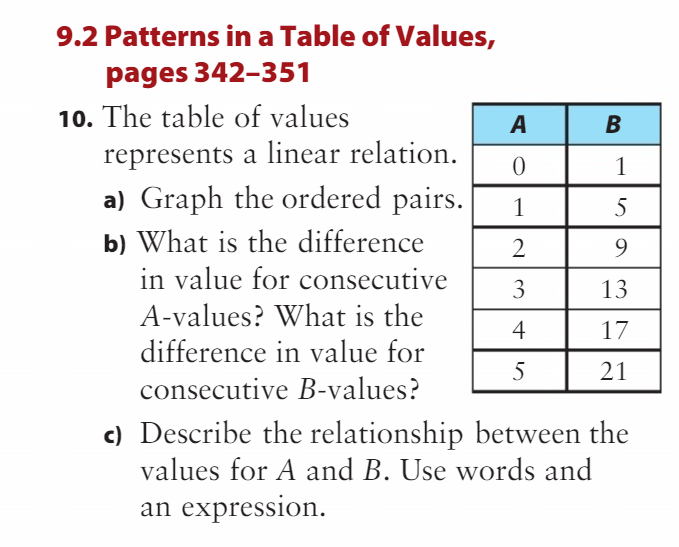 9.2 Patterns in a Table of Values,
pages 342–351
10. The table of values
represents a linear relation.
a) Graph the ordered pairs.
b) What is the difference
in value for consecutive
A-values? What is the
difference in value for
consecutive B-values?
A B
0 1
1 5
2 9
3 13
4 17
5 21
c) Describe the relationship between the
values for A and B. Use words and
an expression.